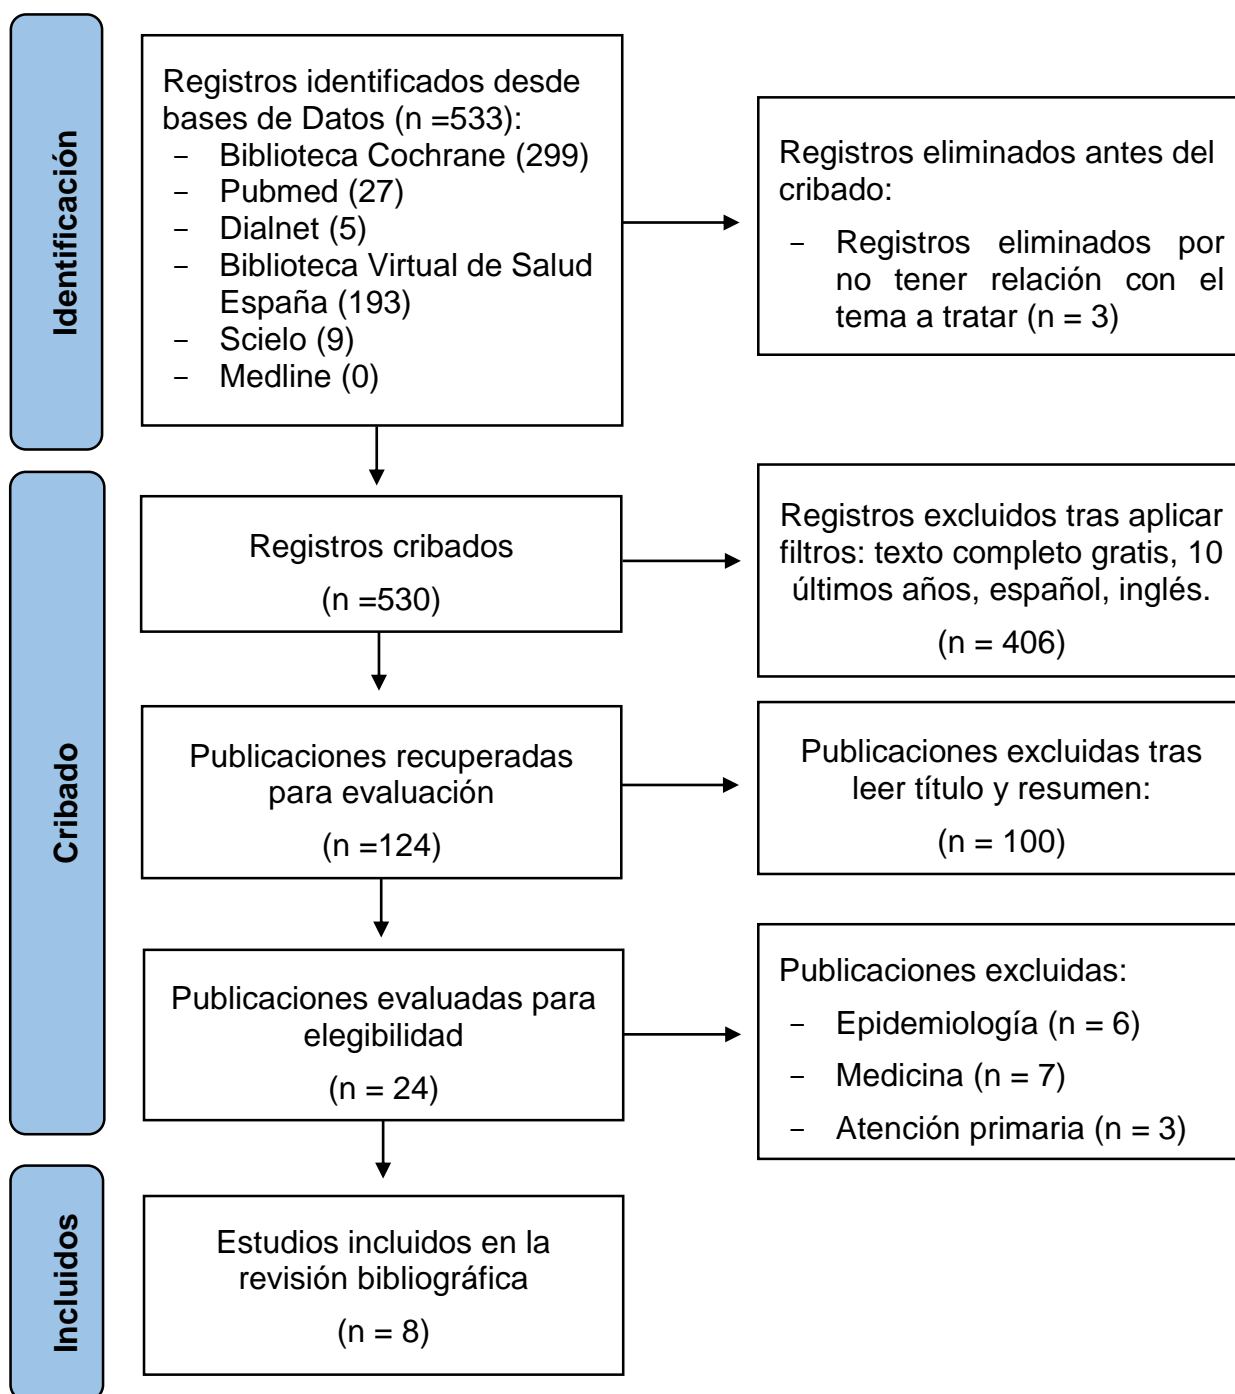 Identificación
Registros identificados desde
bases de Datos (n =533):
- Biblioteca Cochrane (299)
- Pubmed (27)
- Dialnet (5)
- Biblioteca Virtual de Salud
España (193)
- Scielo (9)
- Medline (0)
Registros eliminados antes del
cribado:
- Registros eliminados por
no tener relación con el
tema a tratar (n = 3)
Cribado
Registros cribados
(n =530)
Registros excluidos tras aplicar
filtros: texto completo gratis, 10
últimos años, español, inglés.
(n = 406)
Publicaciones recuperadas
para evaluación
(n =124)
Publicaciones excluidas tras
leer título y resumen:
(n = 100)
Publicaciones evaluadas para
elegibilidad
(n = 24)
Publicaciones excluidas:
- Epidemiología (n = 6)
- Medicina (n = 7)
- Atención primaria (n = 3)
Incluidos
Estudios incluidos en la
revisión bibliográfica
(n = 8)